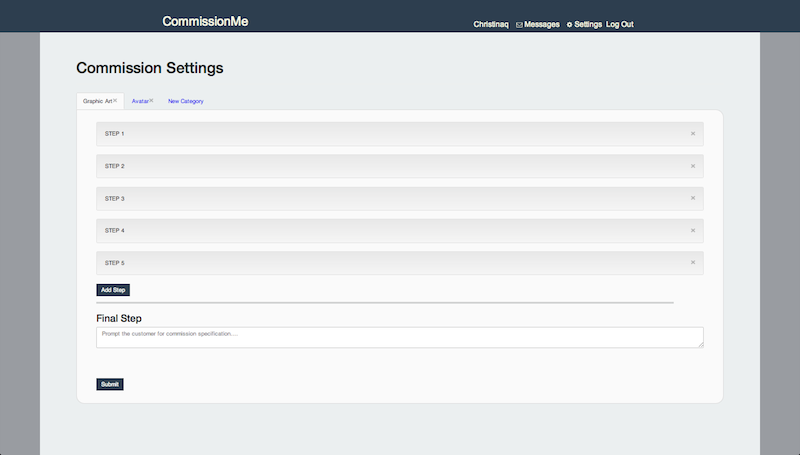 CommissionMe
Christinaq Messages Settings Log Out
Commission Settings
Graphic Art× Avatar× New Category
STEP 1 ×
STEP 2 ×
STEP 3 ×
STEP 4 ×
STEP 5 ×
Add Step
Final Step
Prompt the customer for commission specification....
Submit